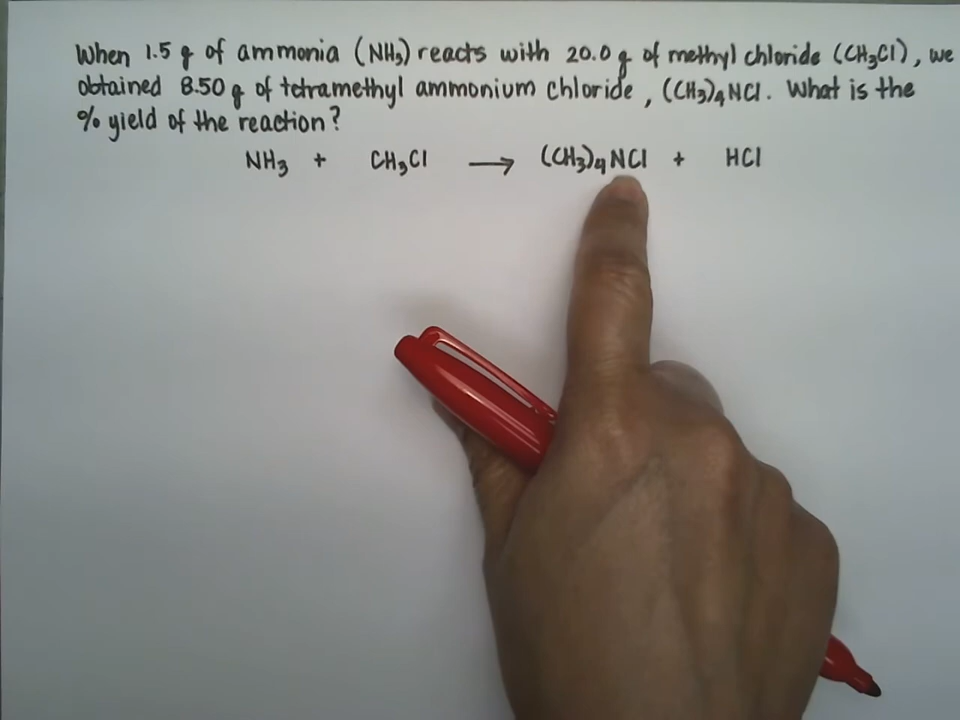 When 1.5 g of ammonia (NH₃) reacts with 20.0 g of methyl chloride (CH₃Cl), we
obtained 8.50 g of tetramethyl ammonium chloride, (CH₃)₄NCl. What is the
% yield of the reaction?
NH₃ + CH₃Cl → (CH₃)₄NCl + HCl